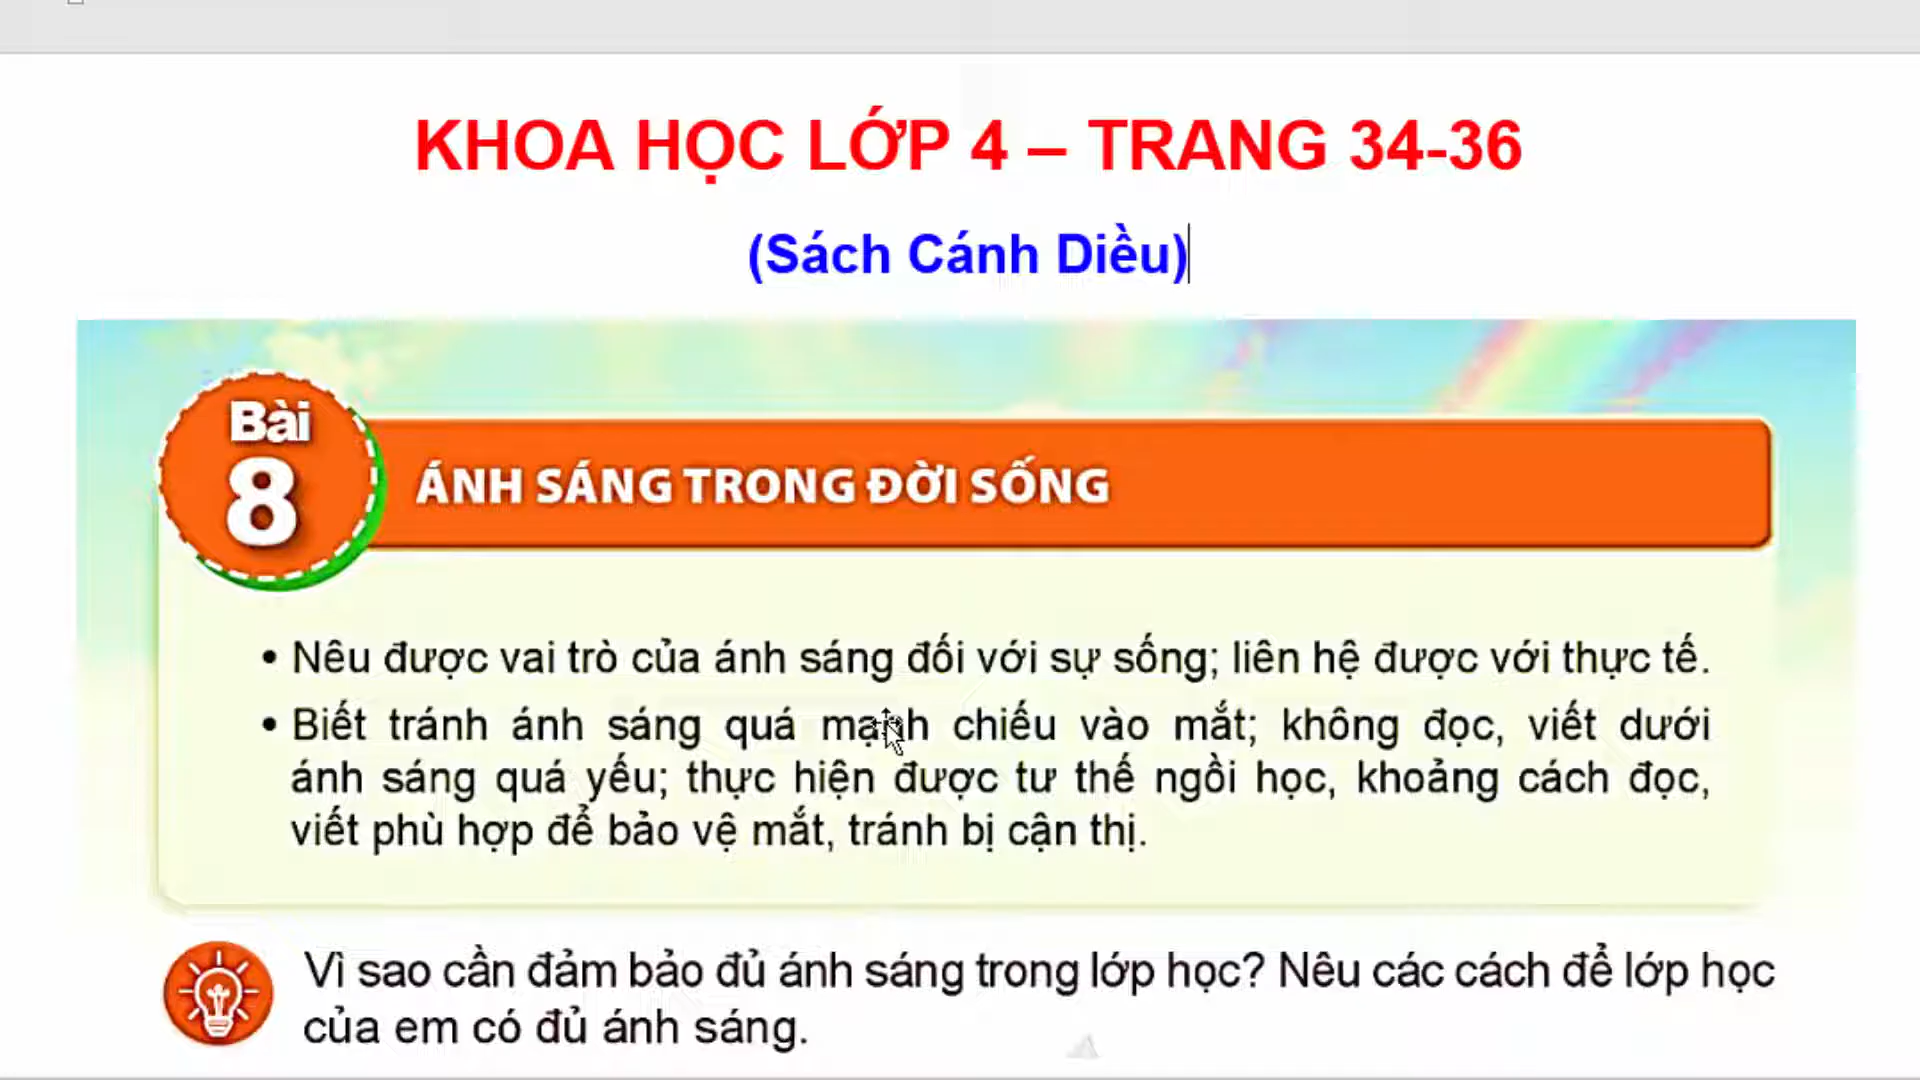 KHOA HỌC LỚP 4 – TRANG 34-36
(Sách Cánh Diều)
Bài
8
ÁNH SÁNG TRONG ĐỜI SỐNG
• Nêu được vai trò của ánh sáng đối với sự sống; liên hệ được với thực tế.
• Biết tránh ánh sáng quá mạnh chiếu vào mắt; không đọc, viết dưới
ánh sáng quá yếu; thực hiện được tư thế ngồi học, khoảng cách đọc,
viết phù hợp để bảo vệ mắt, tránh bị cận thị.
Vì sao cần đảm bảo đủ ánh sáng trong lớp học? Nêu các cách để lớp học
của em có đủ ánh sáng.